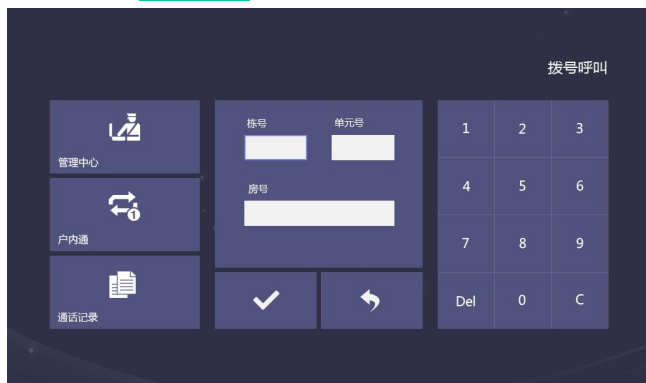 拨号呼叫
管理中心
户内通
通话记录
栋号 单元号
房号
1 2 3
4 5 6
7 8 9
Del 0 C